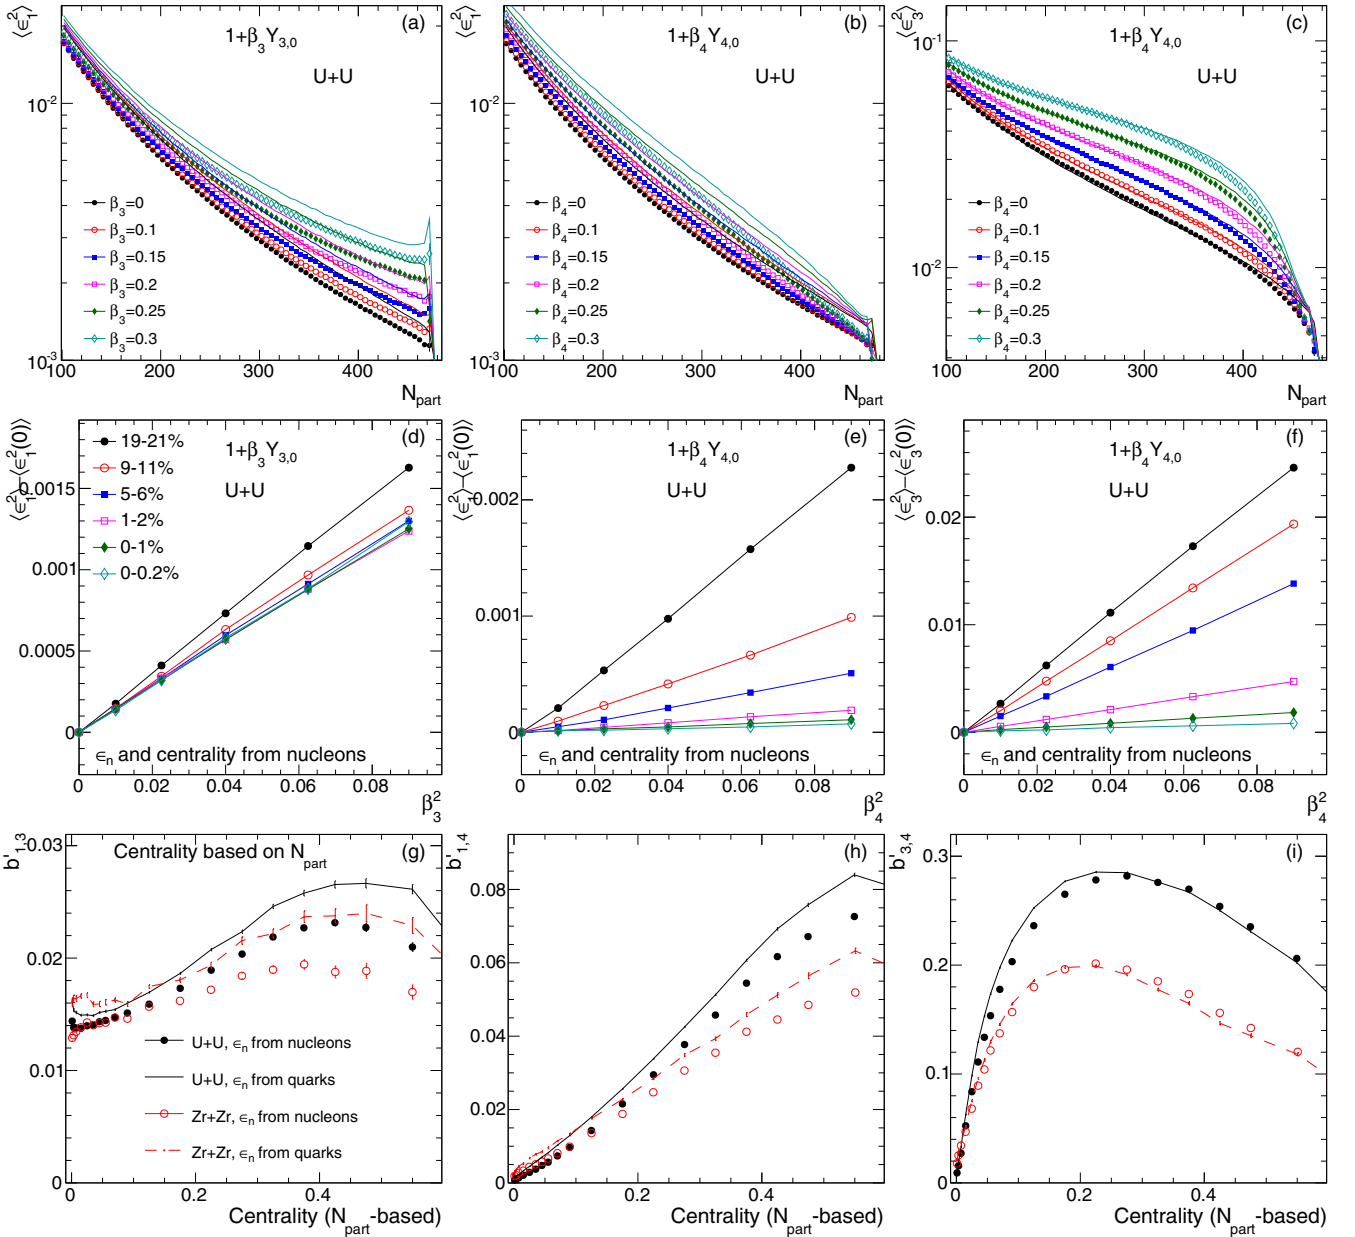 ⟨ϵ₁²⟩
(a)
1+β₃Y₃,₀
U+U
10⁻²
β₃=0
β₃=0.1
β₃=0.15
β₃=0.2
β₃=0.25
β₃=0.3
10⁻³
100 200 300 400
N_part
⟨ϵ₁²⟩
(b)
1+β₄Y₄,₀
U+U
10⁻²
β₄=0
β₄=0.1
β₄=0.15
β₄=0.2
β₄=0.25
β₄=0.3
10⁻³
100 200 300 400
N_part
⟨ϵ₃²⟩
(c)
1+β₄Y₄,₀
U+U
10⁻¹
10⁻²
β₄=0
β₄=0.1
β₄=0.15
β₄=0.2
β₄=0.25
β₄=0.3
100 200 300 400
N_part
⟨ϵ₁²⟩-⟨ϵ₁²(0)⟩
(d)
1+β₃Y₃,₀
U+U
19-21%
9-11%
5-6%
1-2%
0-1%
0-0.2%
0.0015
0.001
0.0005
0
ϵₙ and centrality from nucleons
0 0.02 0.04 0.06 0.08
β₃²
⟨ϵ₁²⟩-⟨ϵ₁²(0)⟩
(e)
1+β₄Y₄,₀
U+U
0.002
0.001
0
ϵₙ and centrality from nucleons
0 0.02 0.04 0.06 0.08
β₄²
⟨ϵ₃²⟩-⟨ϵ₃²(0)⟩
(f)
1+β₄Y₄,₀
U+U
0.02
0.01
0
ϵₙ and centrality from nucleons
0 0.02 0.04 0.06 0.08
β₄²
b'₁,₃
(g)
Centrality based on N_part
0.03
0.02
0.01
0
U+U, ϵₙ from nucleons
U+U, ϵₙ from quarks
Zr+Zr, ϵₙ from nucleons
Zr+Zr, ϵₙ from quarks
0 0.2 0.4
Centrality (N_part-based)
b'₁,₄
(h)
0.08
0.06
0.04
0.02
0
0 0.2 0.4
Centrality (N_part-based)
b'₃,₄
(i)
0.3
0.2
0.1
0
0 0.2 0.4
Centrality (N_part-based)